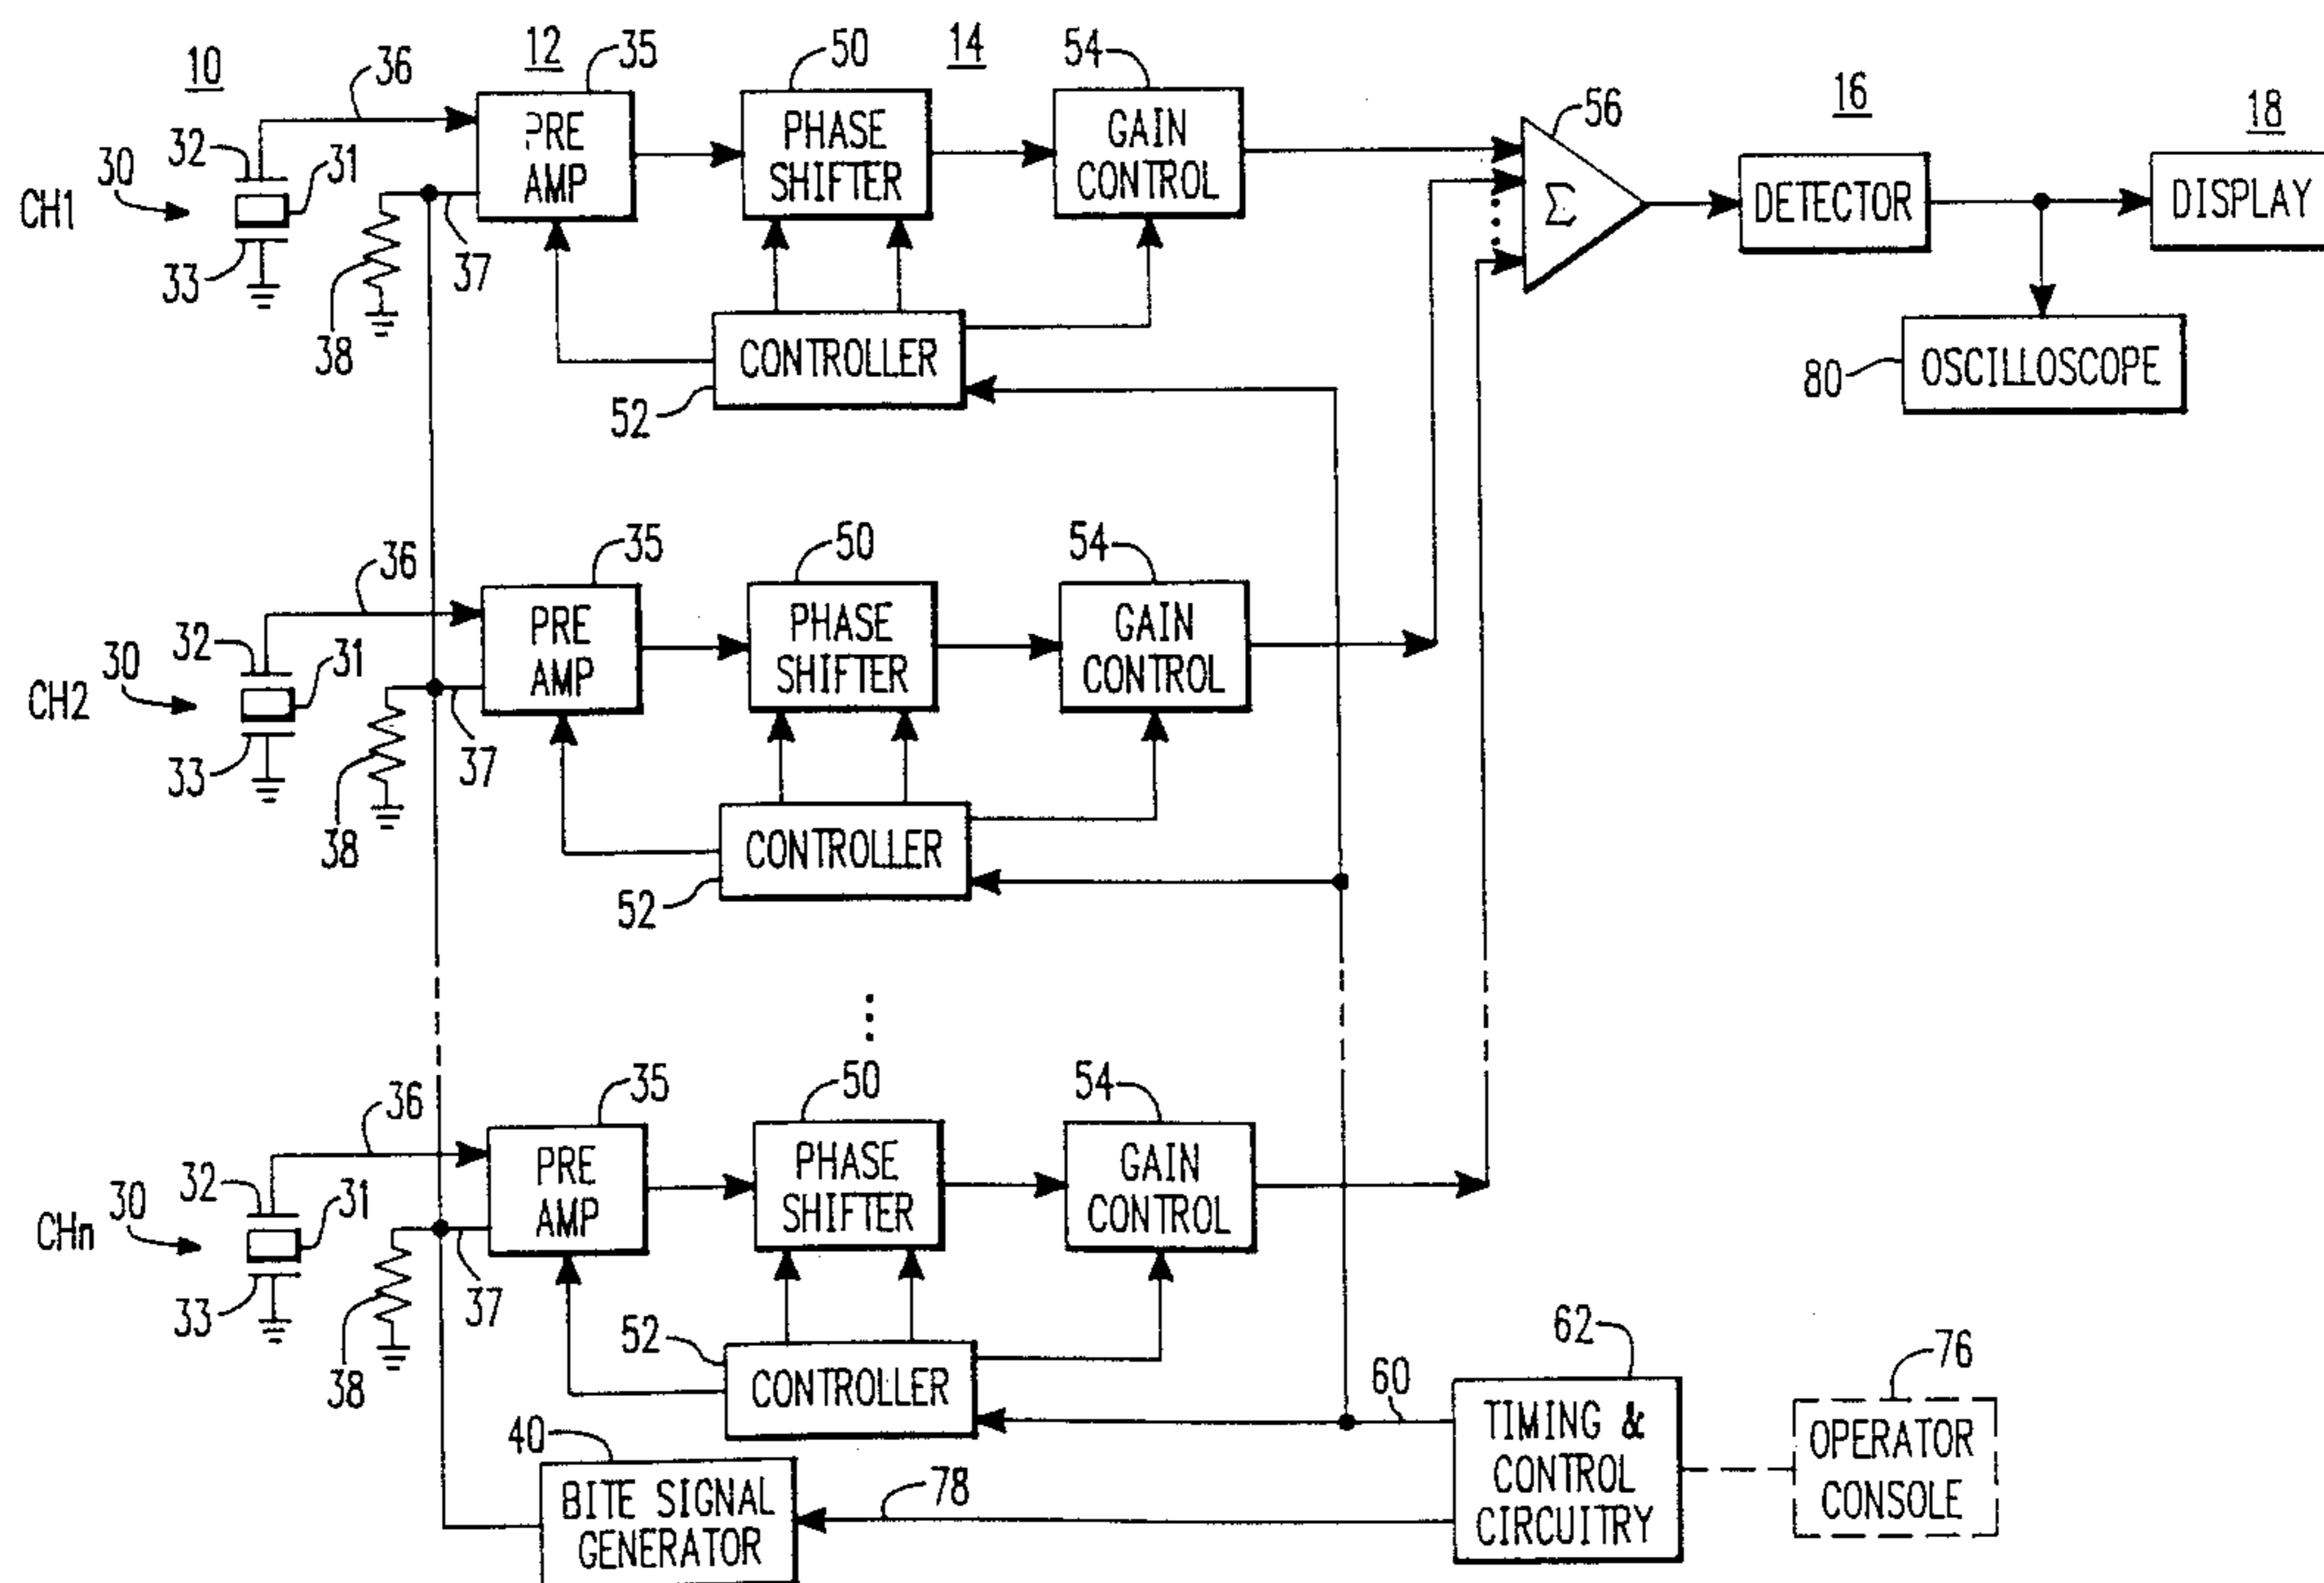 10
12
35
50
14
54
36
56
16
18
32
PRE
AMP
PHASE
SHIFTER
GAIN
CONTROL
30
31
CH1
Σ
DETECTOR
DISPLAY
33
37
38
CONTROLLER
52
80
OSCILLOSCOPE
36
35
50
54
32
PRE
AMP
PHASE
SHIFTER
GAIN
CONTROL
30
31
CH2
33
37
38
CONTROLLER
52
36
35
50
54
32
PRE
AMP
PHASE
SHIFTER
GAIN
CONTROL
30
31
CHn
33
37
38
52
CONTROLLER
60
62
76
TIMING &
CONTROL
CIRCUITRY
OPERATOR
CONSOLE
40
BITE SIGNAL
GENERATOR
78